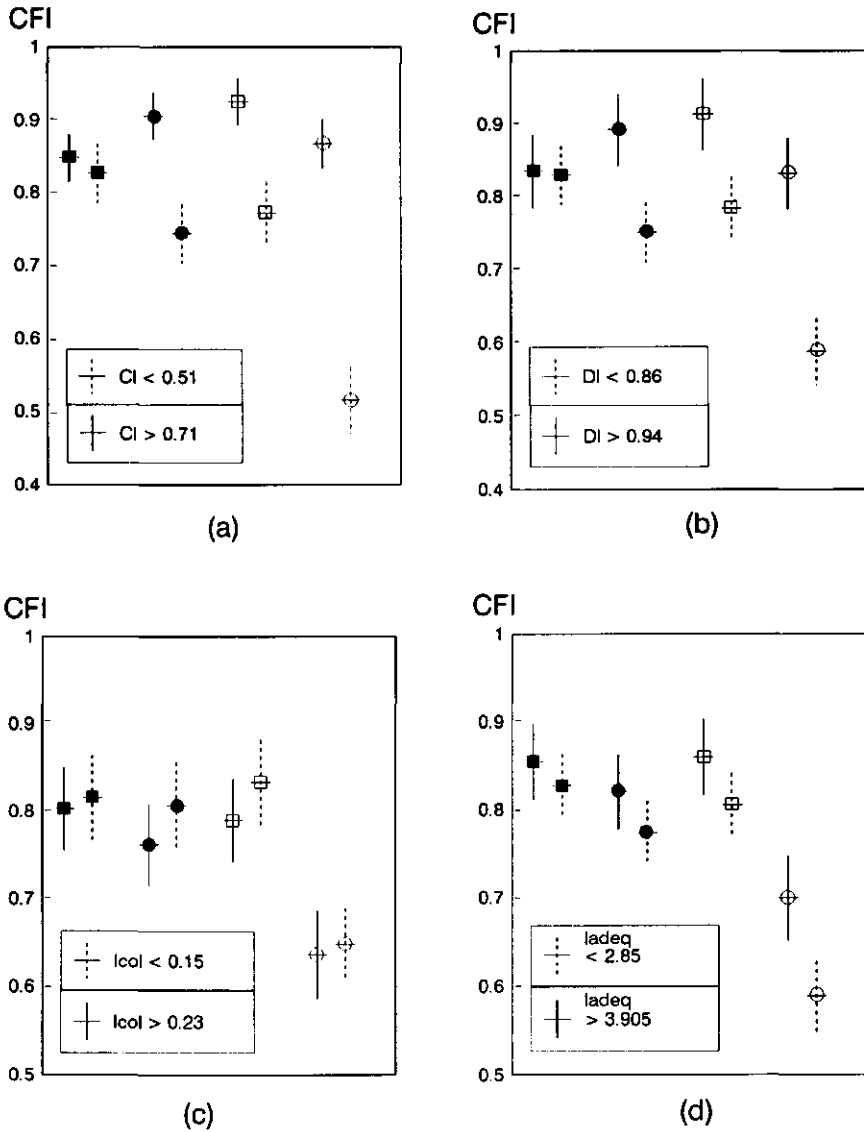 CFI
1
0.9
0.8
0.7
0.6
0.5
0.4
CI < 0.51
CI > 0.71
(a)
CFI
1
0.9
0.8
0.7
0.6
0.5
0.4
DI < 0.86
DI > 0.94
(b)
CFI
1
0.9
0.8
0.7
0.6
0.5
Icol < 0.15
Icol > 0.23
(c)
CFI
1
0.9
0.8
0.7
0.6
0.5
Iadeq
< 2.85
Iadeq
> 3.905
(d)